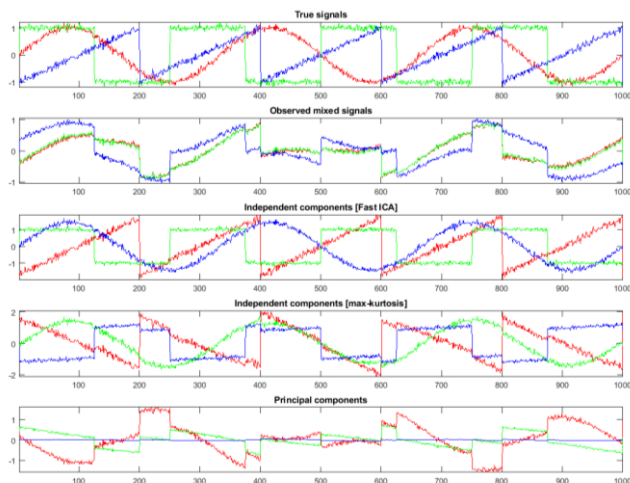 True signals
1
0
-1
100 200 300 400 500 600 700 800 900 1000
Observed mixed signals
1
0
-1
100 200 300 400 500 600 700 800 900 1000
Independent components [Fast ICA]
1
0
-1
100 200 300 400 500 600 700 800 900 1000
Independent components [max-kurtosis]
2
0
-2
100 200 300 400 500 600 700 800 900 1000
Principal components
1
0
-1
100 200 300 400 500 600 700 800 900 1000